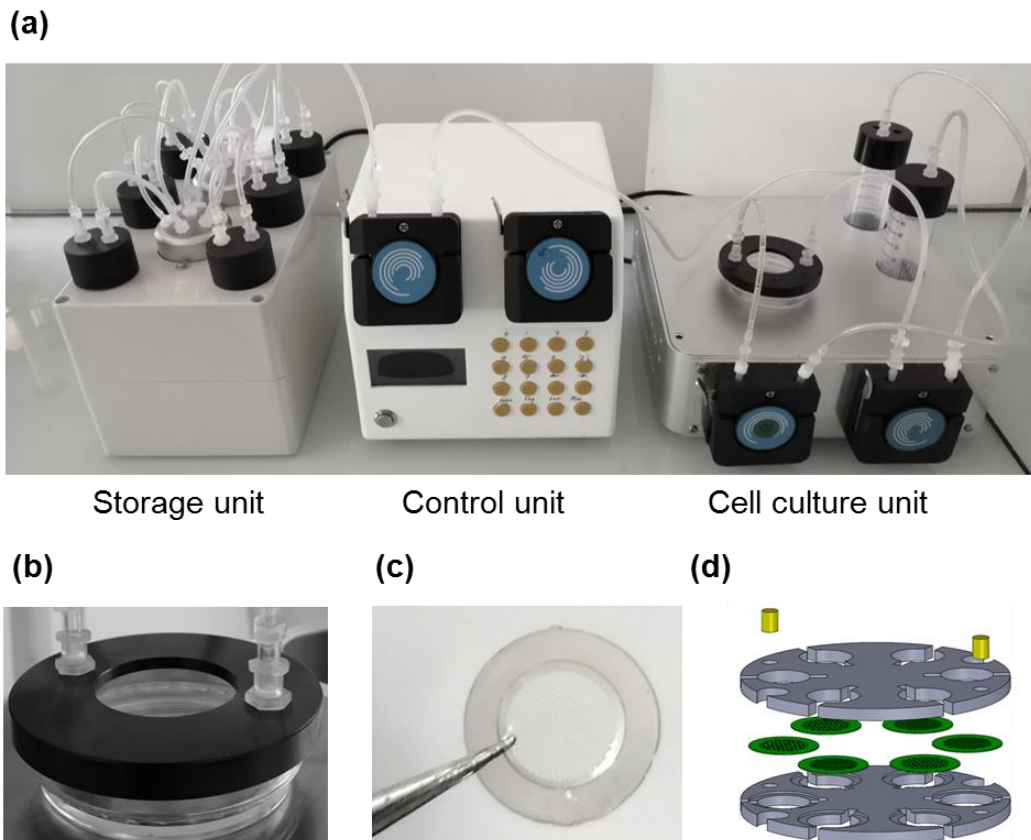 (a)
Storage unit
Control unit
Cell culture unit
(b)
(c)
(d)